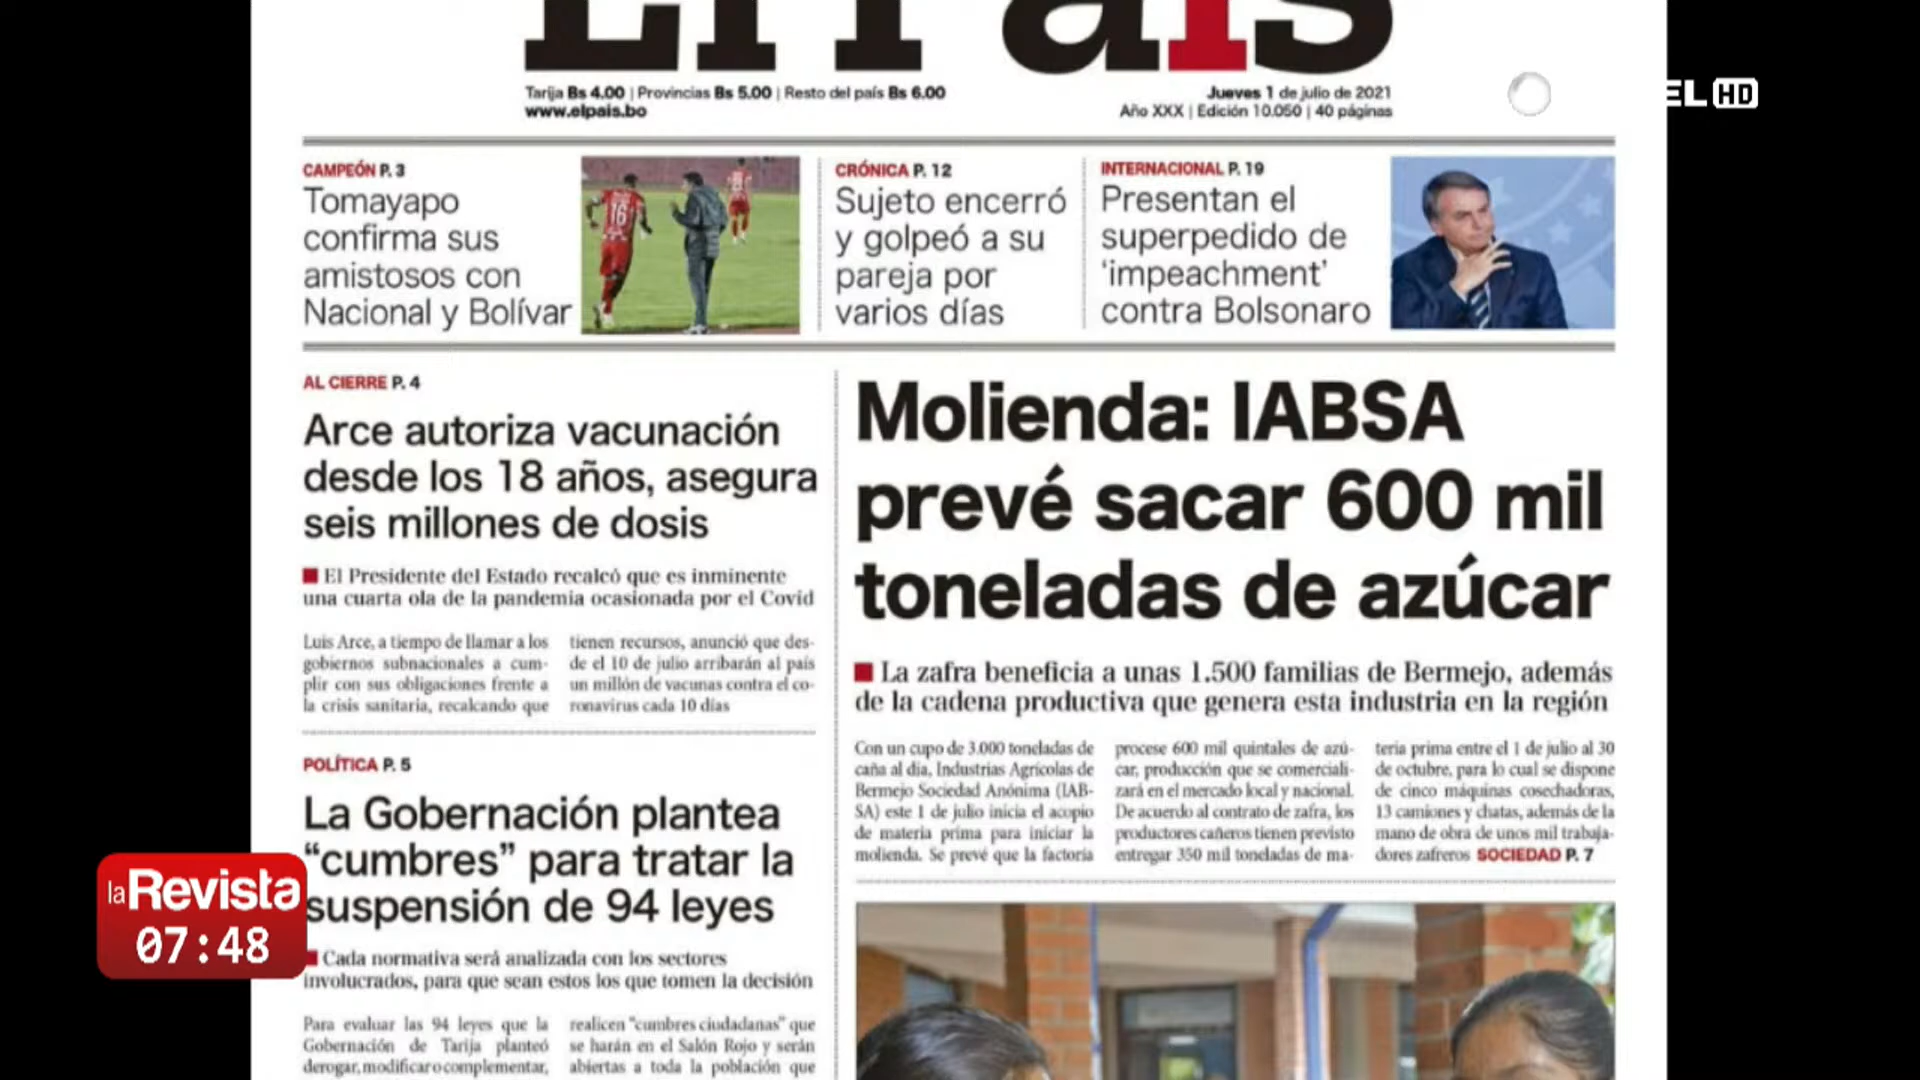 El País
Tarija Bs 4.00 | Provincias Bs 5.00 | Resto del país Bs 6.00
www.elpais.bo
Jueves 1 de julio de 2021
Año XXX | Edición 10.050 | 40 páginas
EL HD
CAMPEÓN P. 3
Tomayapo
confirma sus
amistosos con
Nacional y Bolívar
16
CRÓNICA P. 12
Sujeto encerró
y golpeó a su
pareja por
varios días
INTERNACIONAL P. 19
Presentan el
superpedido de
‘impeachment’
contra Bolsonaro
AL CIERRE P. 4
Arce autoriza vacunación
desde los 18 años, asegura
seis millones de dosis
El Presidente del Estado recalcó que es inminente
una cuarta ola de la pandemia ocasionada por el Covid
Luis Arce, a tiempo de llamar a los
gobiernos subnacionales a cum-
plir con sus obligaciones frente a
la crisis sanitaria, recalcando que
tienen recursos, anunció que des-
de el 10 de julio arribarán al país
un millón de vacunas contra el co-
ronavirus cada 10 días
POLÍTICA P. 5
La Gobernación plantea
“cumbres” para tratar la
suspensión de 94 leyes
Cada normativa será analizada con los sectores
involucrados, para que sean estos los que tomen la decisión
Para evaluar las 94 leyes que la
Gobernación de Tarija planteó
derogar, modificar o complementar,
realicen “cumbres ciudadanas” que
se harán en el Salón Rojo y serán
abiertas a toda la población que
Molienda: IABSA
prevé sacar 600 mil
toneladas de azúcar
La zafra beneficia a unas 1.500 familias de Bermejo, además
de la cadena productiva que genera esta industria en la región
Con un cupo de 3.000 toneladas de
caña al día, Industrias Agrícolas de
Bermejo Sociedad Anónima (IAB-
SA) este 1 de julio inicia el acopio
de materia prima para iniciar la
molienda. Se prevé que la factoría
procese 600 mil quintales de azú-
car, producción que se comerciali-
zará en el mercado local y nacional.
De acuerdo al contrato de zafra, los
productores cañeros tienen previsto
entregar 350 mil toneladas de ma-
teria prima entre el 1 de julio al 30
de octubre, para lo cual se dispone
de cinco máquinas cosechadoras,
13 camiones y chatas, además de la
mano de obra de unos mil trabaja-
dores zafreros SOCIEDAD P. 7
la Revista
07:48